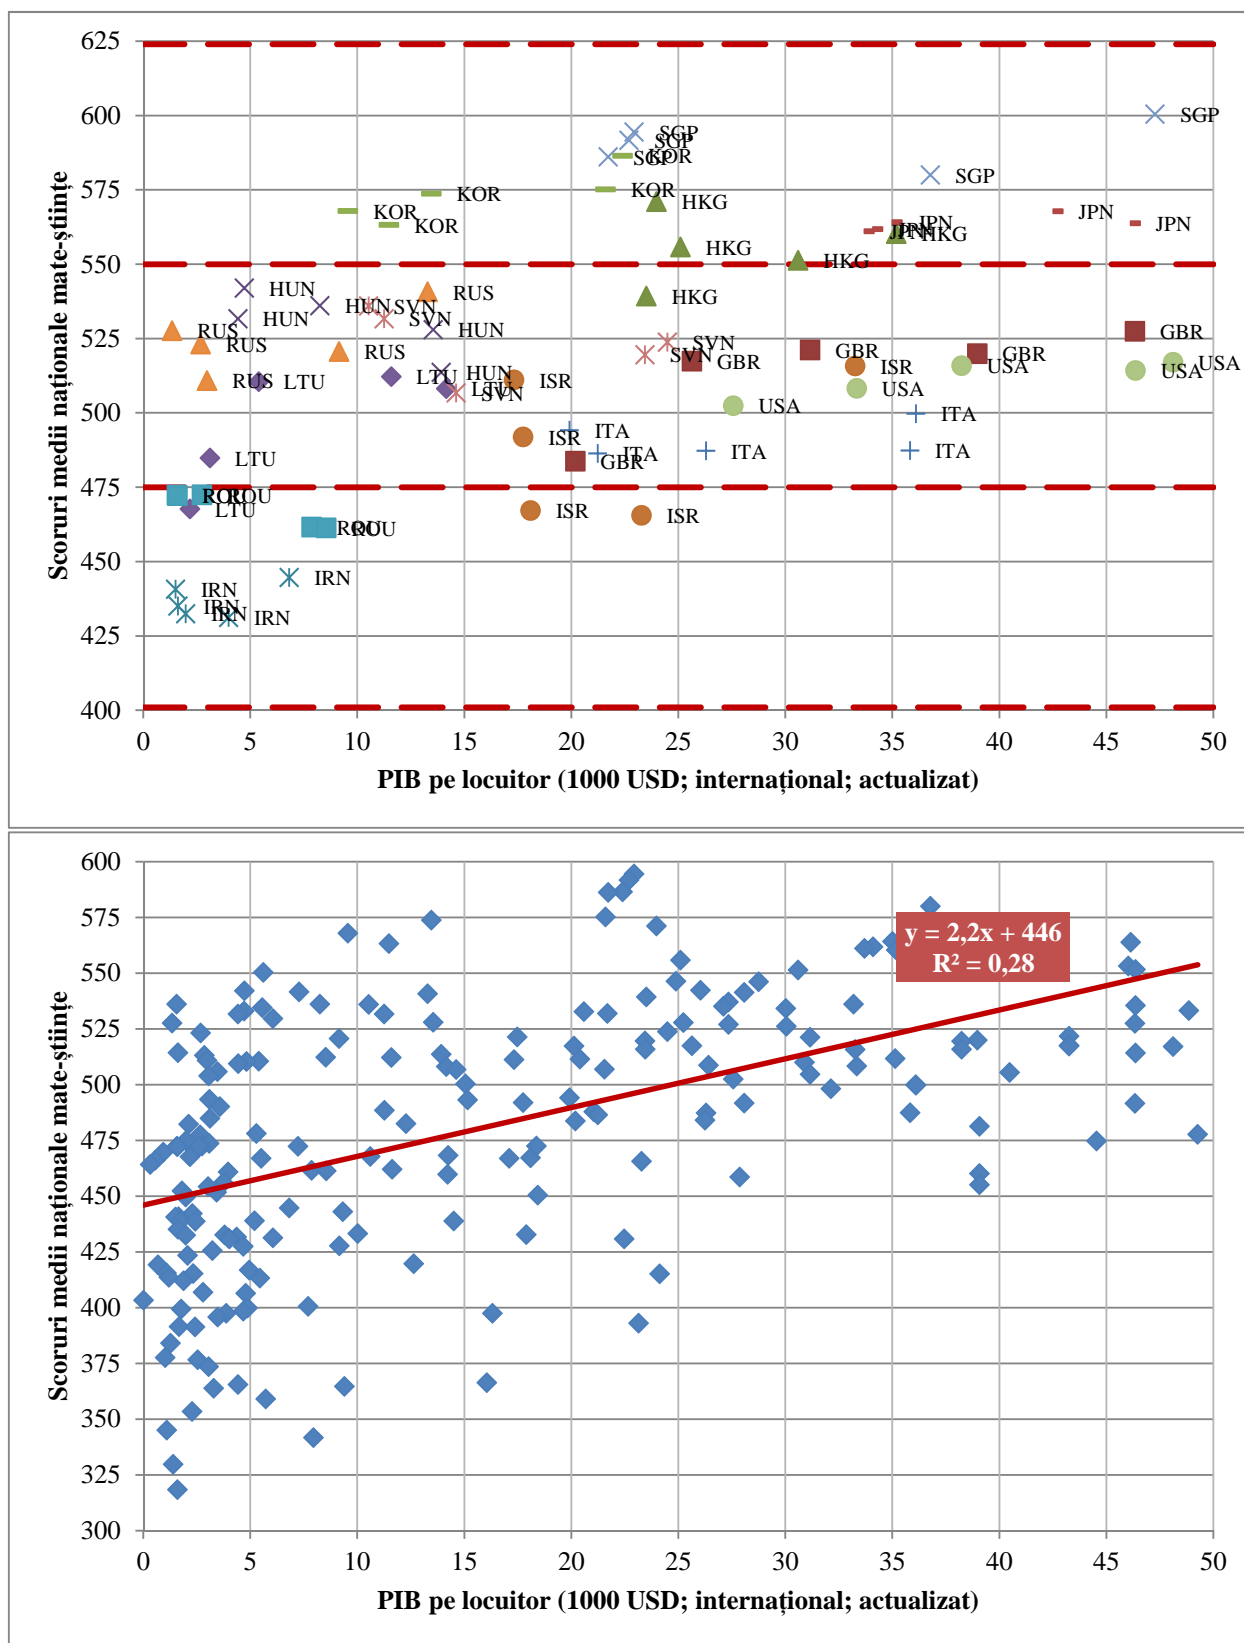 625
600
575
550
525
500
475
450
425
400
Scoruri medii naționale mate-științe
SGP
SGP
SGP
KOR
SGP
SGP
KOR
KOR
KOR
KOR
HKG
JPN
JPN
JPN
JPN
JPN
HKG
HKG
HKG
HKG
HUN
HUN
HUN
SVN
SVN
RUS
HUN
RUS
RUS
RUS
RUS
SVN
SVN
GBR
GBR
GBR
GBR
ISR
USA
USA
USA
USA
USA
LTU
LTU
HUN
LTU
SVN
ISR
ITA
ITA
ITA
ITA
ITA
ISR
GBR
LTU
ROU
ROU
LTU
ISR
ISR
ROU
ROU
IRN
IRN
IRN
IRN
IRN
0 5 10 15 20 25 30 35 40 45 50
PIB pe locuitor (1000 USD; internațional; actualizat)
600
575
550
525
500
475
450
425
400
375
350
325
300
Scoruri medii naționale mate-științe
y = 2,2x + 446
R² = 0,28
0 5 10 15 20 25 30 35 40 45 50
PIB pe locuitor (1000 USD; internațional; actualizat)